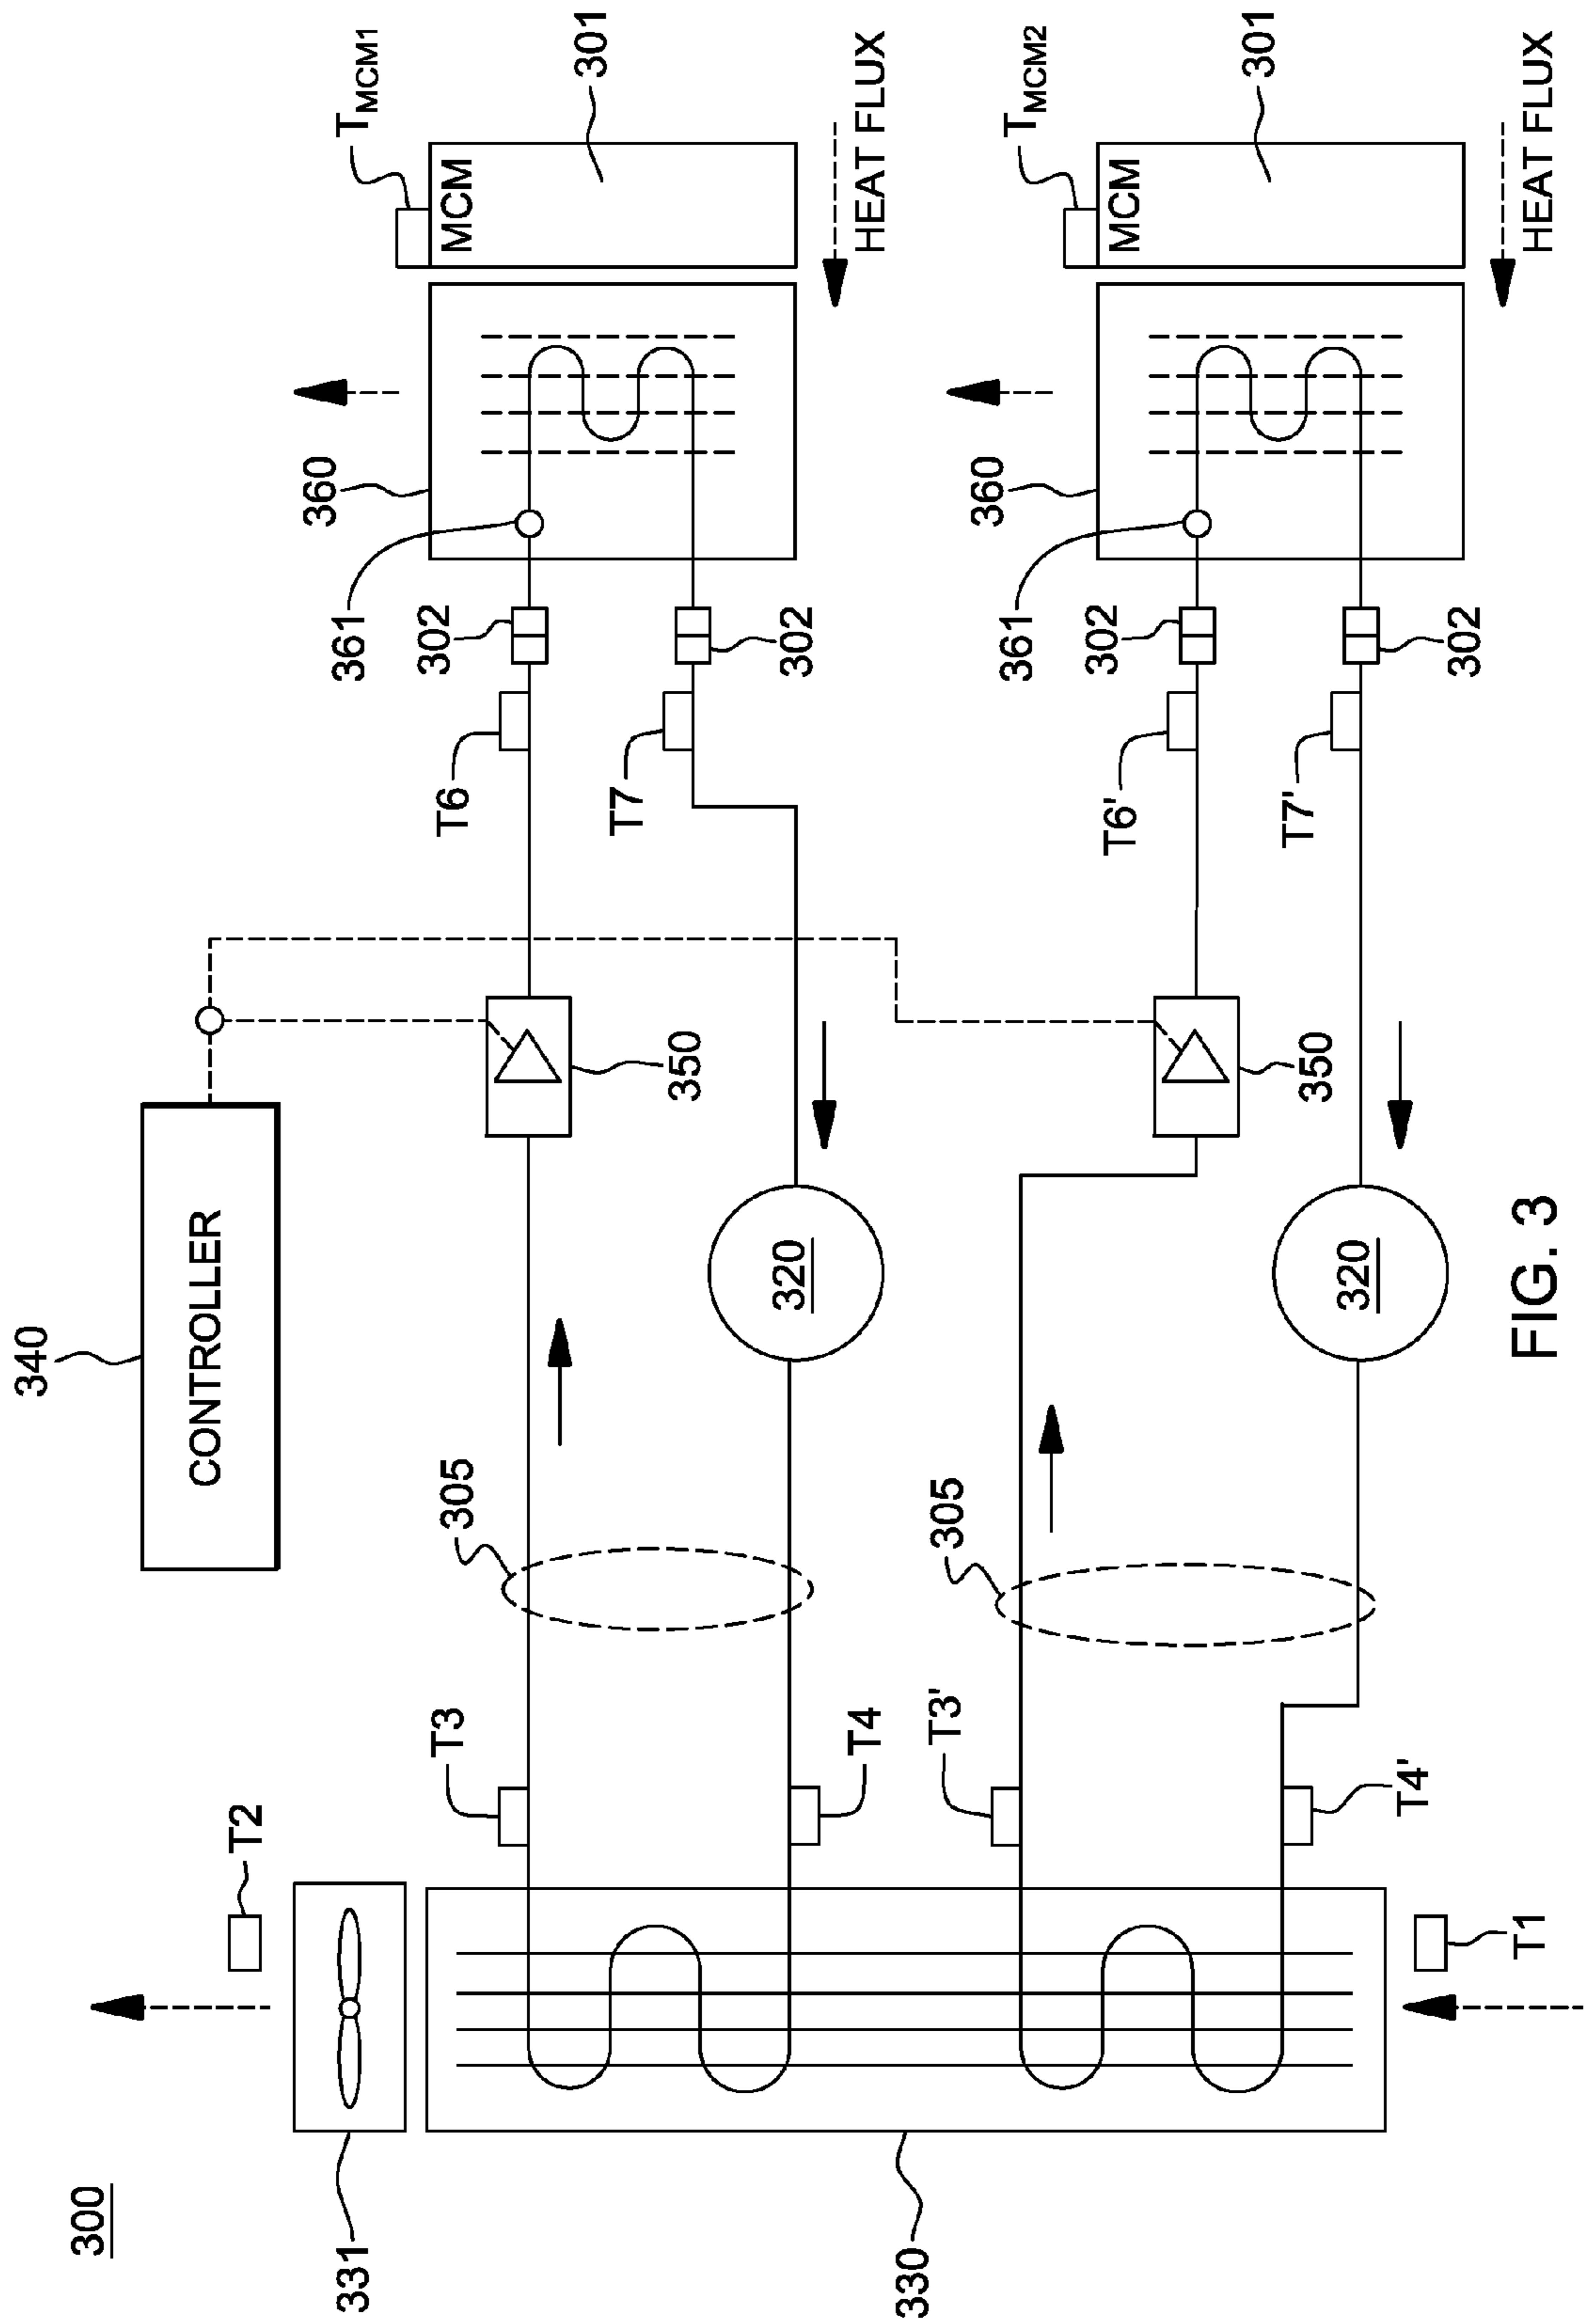 300
340
CONTROLLER
331
T2
T3
305
T6
361
360
302
T_MCM1
MCM
301
350
T7
302
HEAT FLUX
320
T4
330
T3'
305
T6'
361
360
302
T_MCM2
MCM
301
350
T7'
302
HEAT FLUX
320
T4'
T1
FIG. 3